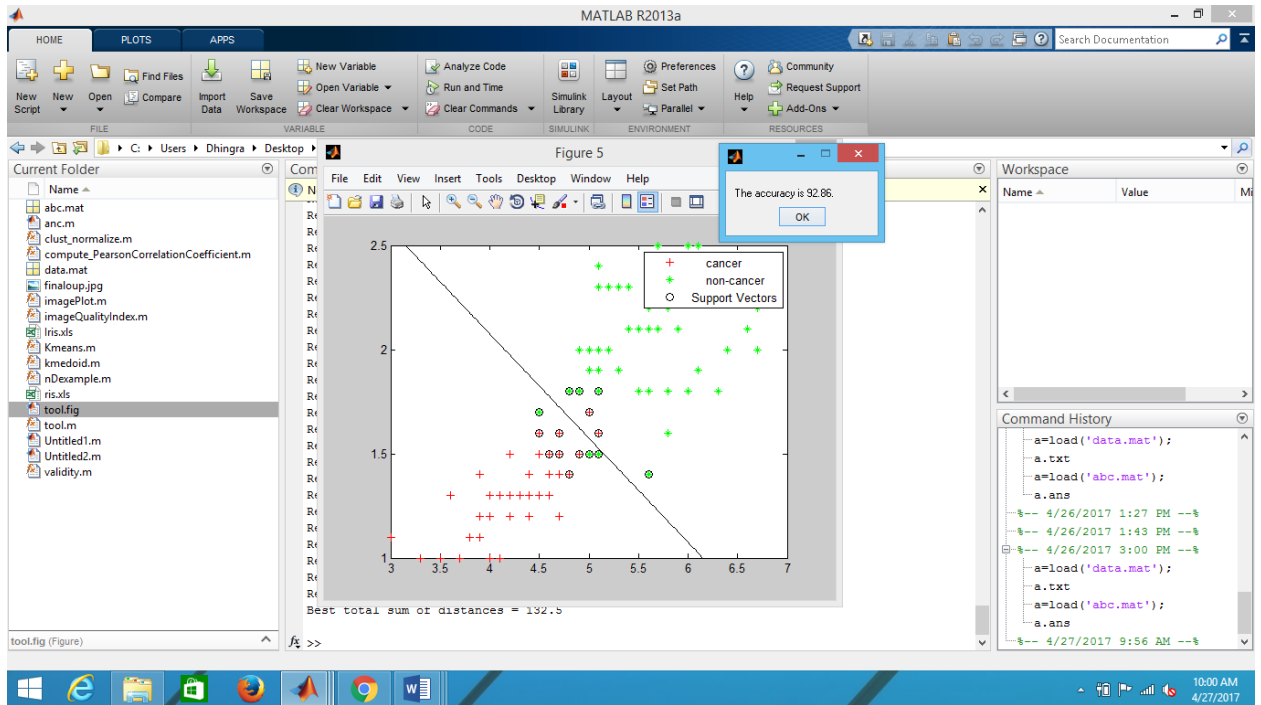 MATLAB R2013a
HOME PLOTS APPS
Search Documentation
New Script
New
Open
Find Files
Compare
Import Data
Save Workspace
New Variable
Open Variable
Clear Workspace
Analyze Code
Run and Time
Clear Commands
Simulink Library
Layout
Preferences
Set Path
Parallel
Help
Community
Request Support
Add-Ons
FILE VARIABLE CODE SIMULINK ENVIRONMENT RESOURCES
C: Users Dhingra Desktop
Current Folder
Name
abc.mat
anc.m
clust_normalize.m
compute_PearsonCorrelationCoefficient.m
data.mat
finaloup.jpg
imagePlot.m
imageQualityIndex.m
Iris.xls
Kmeans.m
kmedoid.m
nDexample.m
ris.xls
tool.fig
tool.m
Untitled1.m
Untitled2.m
validity.m
tool.fig (Figure)
Figure 5
File Edit View Insert Tools Desktop Window Help
The accuracy is 92.86.
OK
cancer
non-cancer
Support Vectors
2.5
2
1.5
1
3 3.5 4 4.5 5 5.5 6 6.5 7
Best total sum of distances = 132.5
fx >>
Workspace
Name Value Mi
Command History
a=load('data.mat');
a.txt
a=load('abc.mat');
a.ans
%-- 4/26/2017 1:27 PM --%
%-- 4/26/2017 1:43 PM --%
%-- 4/26/2017 3:00 PM --%
a=load('data.mat');
a.txt
a=load('abc.mat');
a.ans
%-- 4/27/2017 9:56 AM --%
10:00 AM
4/27/2017